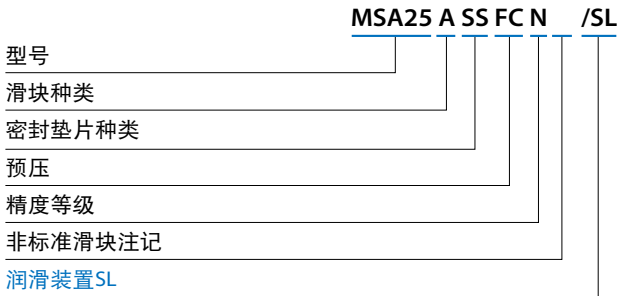 MSA25 A SS FC N /SL
型号
滑块种类
密封垫片种类
预压
精度等级
非标准滑块注记
润滑装置SL